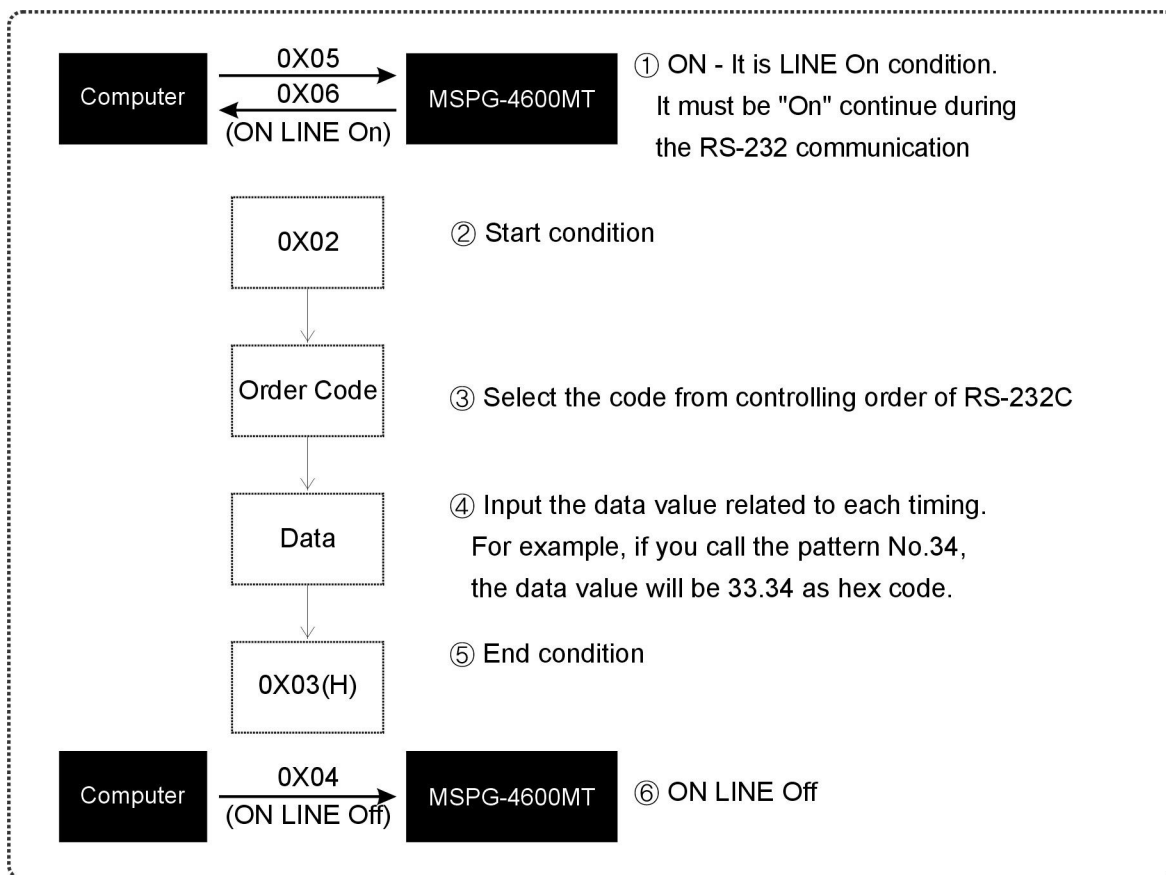 0X05
Computer
0X06
(ON LINE On)
MSPG-4600MT
① ON - It is LINE On condition.
It must be "On" continue during
the RS-232 communication
0X02
② Start condition
Order Code
③ Select the code from controlling order of RS-232C
Data
④ Input the data value related to each timing.
For example, if you call the pattern No.34,
the data value will be 33.34 as hex code.
0X03(H)
⑤ End condition
Computer
0X04
(ON LINE Off)
MSPG-4600MT
⑥ ON LINE Off